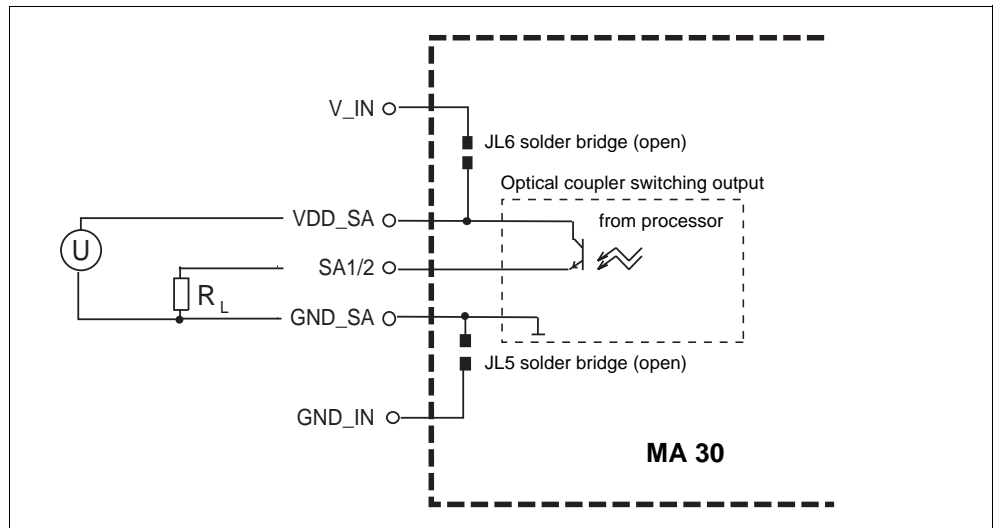 V_IN
JL6 solder bridge (open)
Optical coupler switching output
VDD_SA
from processor
U
SA1/2
R L
GND_SA
JL5 solder bridge (open)
GND_IN
MA 30